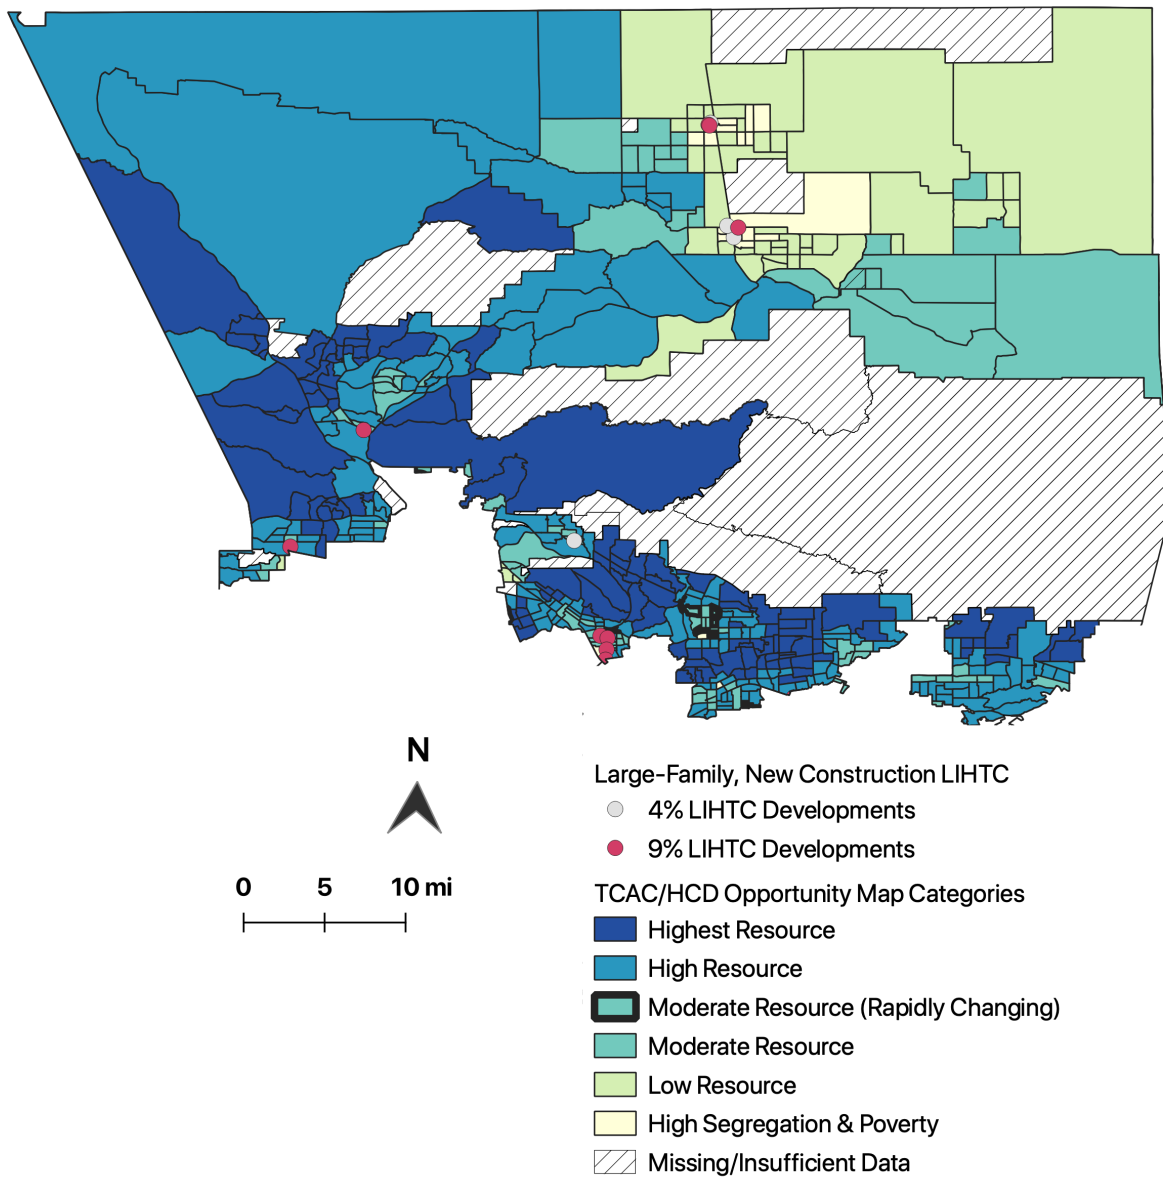 N
0 5 10 mi
Large-Family, New Construction LIHTC
4% LIHTC Developments
9% LIHTC Developments
TCAC/HCD Opportunity Map Categories
Highest Resource
High Resource
Moderate Resource (Rapidly Changing)
Moderate Resource
Low Resource
High Segregation & Poverty
Missing/Insufficient Data